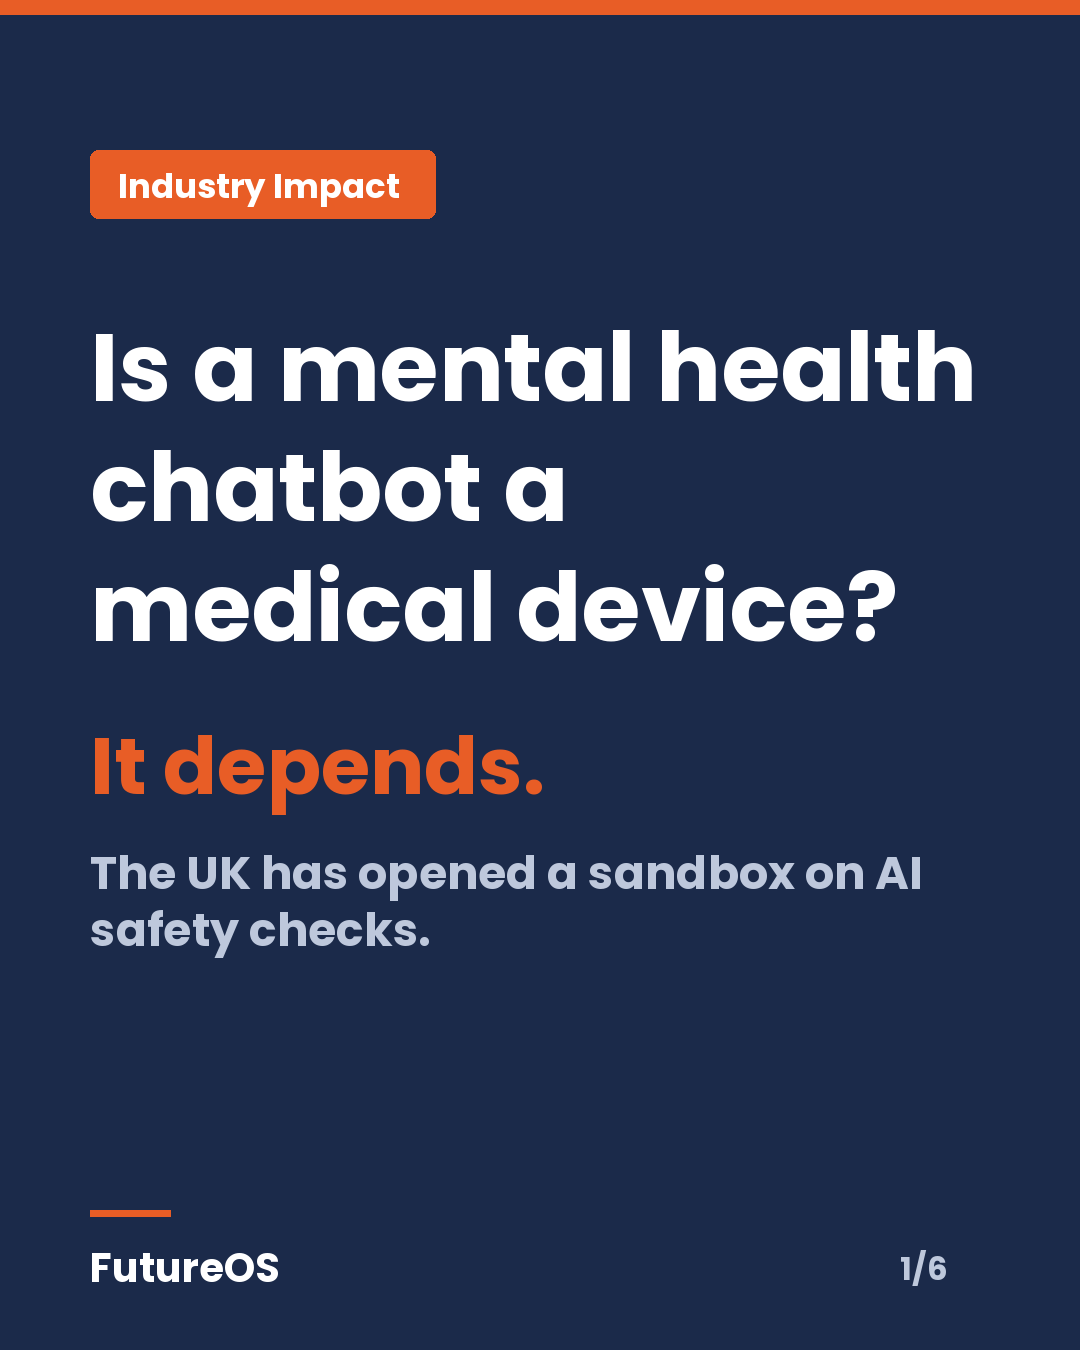 Industry Impact
Is a mental health
chatbot a
medical device?
It depends.
The UK has opened a sandbox on AI
safety checks.
FutureOS
1/6